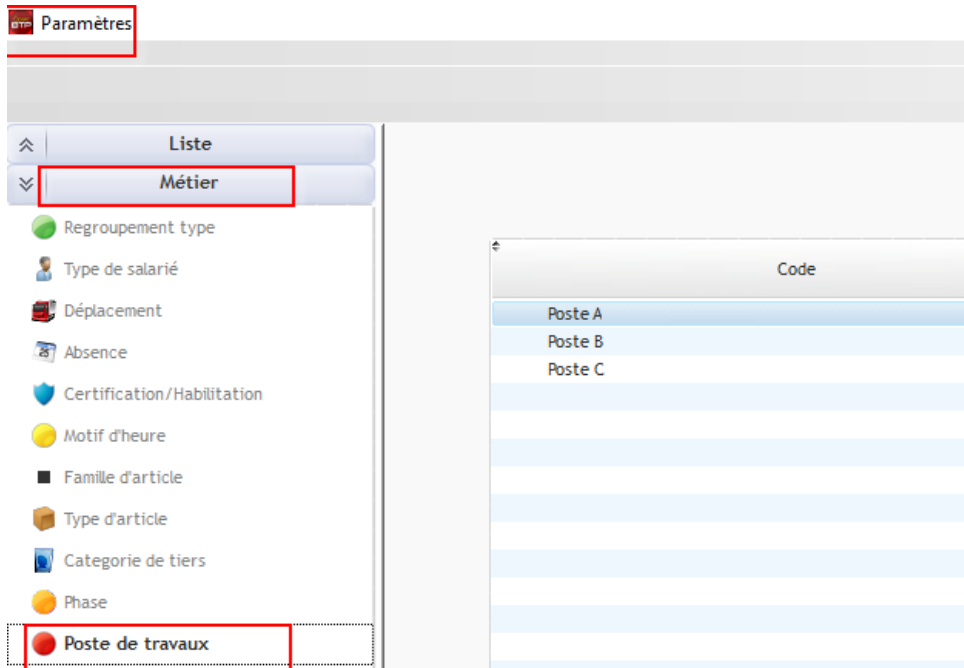 BTP Paramètres
Liste
Métier
Regroupement type
Type de salarié
Déplacement
Absence
Certification/Habilitation
Motif d'heure
Famille d'article
Type d'article
Categorie de tiers
Phase
Poste de travaux
Code
Poste A
Poste B
Poste C